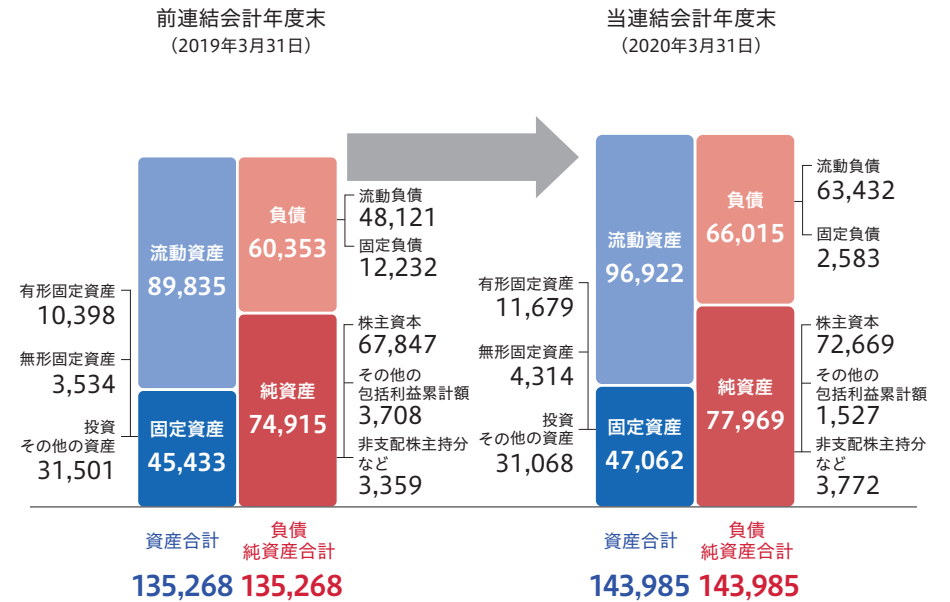 前連結会計年度末
（2019年3月31日）
流動資産
89,835
固定資産
45,433
負債
60,353
純資産
74,915
有形固定資産
10,398
無形固定資産
3,534
投資
その他の資産
31,501
流動負債
48,121
固定負債
12,232
株主資本
67,847
その他の
包括利益累計額
3,708
非支配株主持分
など
3,359
資産合計
135,268
負債
純資産合計
135,268
当連結会計年度末
（2020年3月31日）
流動資産
96,922
固定資産
47,062
負債
66,015
純資産
77,969
有形固定資産
11,679
無形固定資産
4,314
投資
その他の資産
31,068
流動負債
63,432
固定負債
2,583
株主資本
72,669
その他の
包括利益累計額
1,527
非支配株主持分
など
3,772
資産合計
143,985
負債
純資産合計
143,985